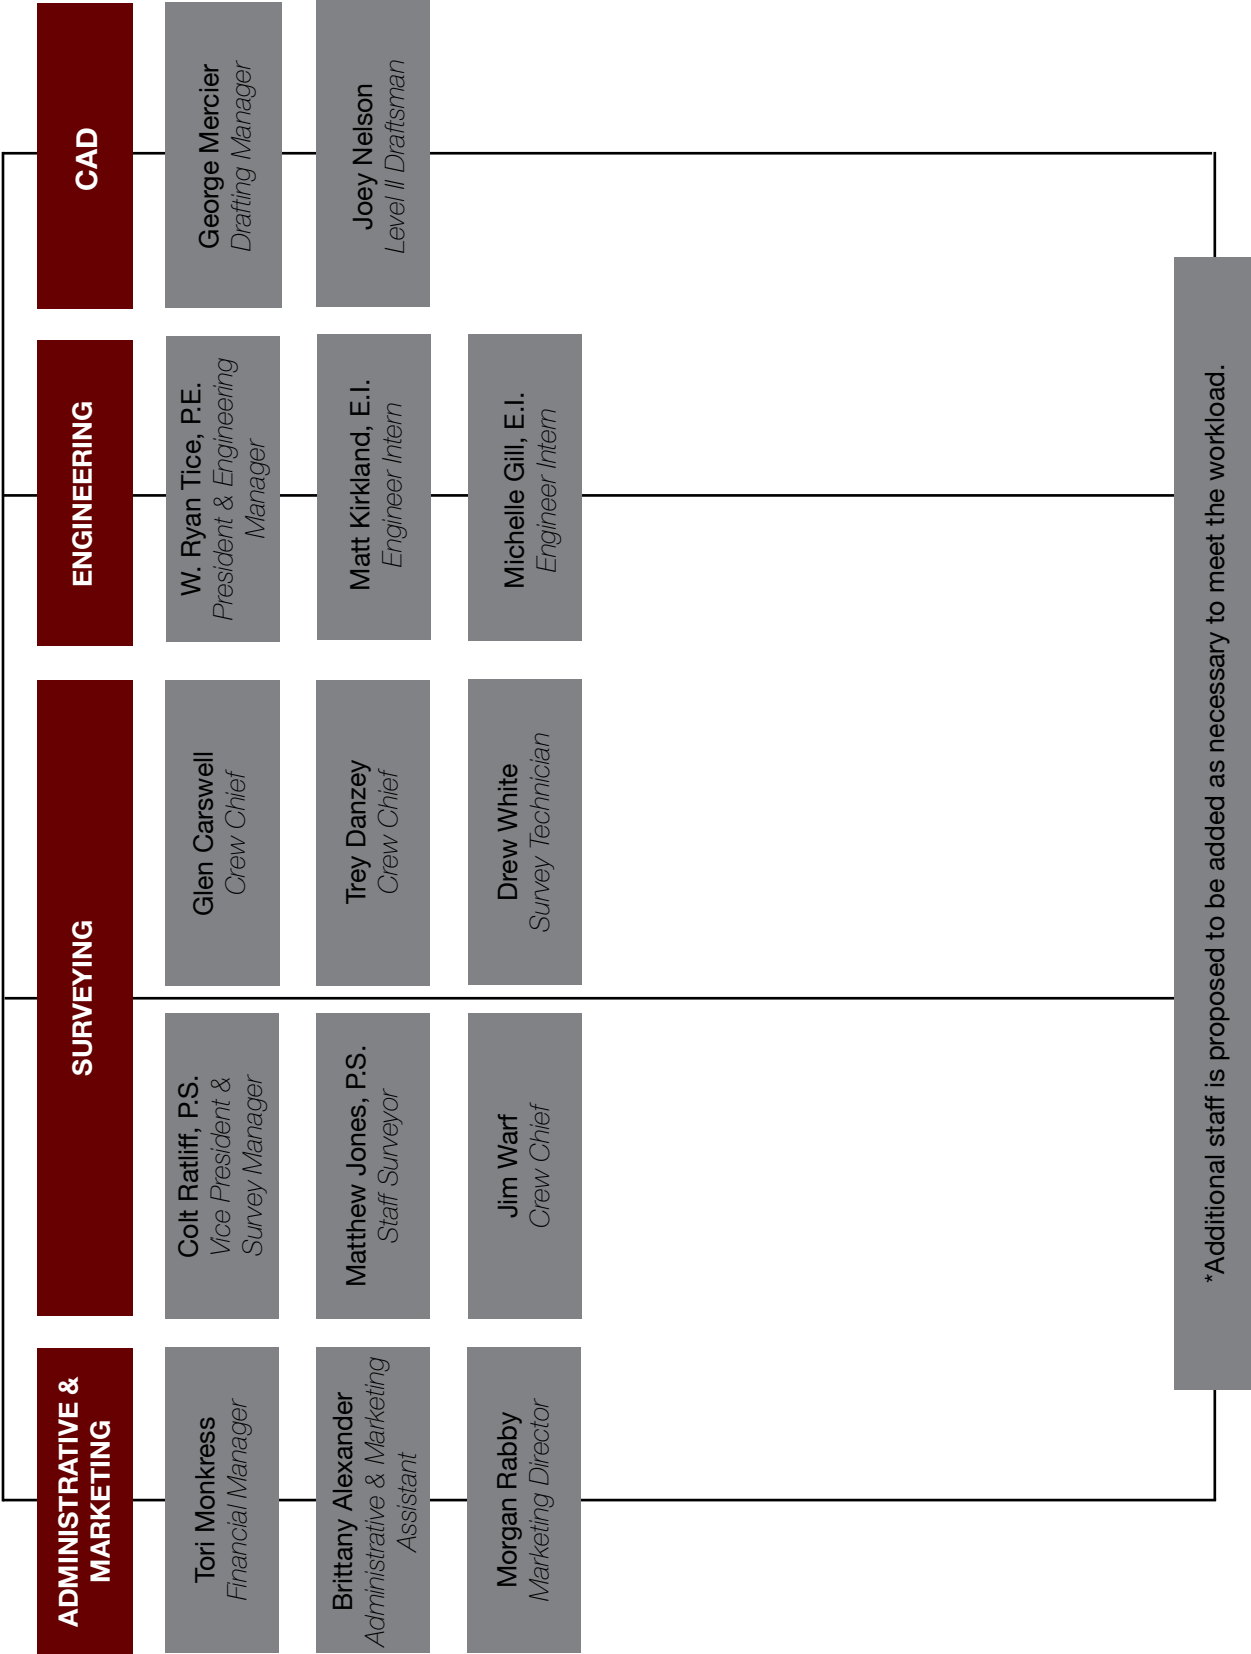 ADMINISTRATIVE &
MARKETING
Tori Monkress
Financial Manager
Brittany Alexander
Administrative & Marketing
Assistant
Morgan Rabby
Marketing Director
SURVEYING
Colt Ratliff, P.S.
Vice President &
Survey Manager
Matthew Jones, P.S.
Staff Surveyor
Jim Warf
Crew Chief
Glen Carswell
Crew Chief
Trey Danzey
Crew Chief
Drew White
Survey Technician
ENGINEERING
W. Ryan Tice, P.E.
President & Engineering
Manager
Matt Kirkland, E.I.
Engineer Intern
Michelle Gill, E.I.
Engineer Intern
CAD
George Mercier
Drafting Manager
Joey Nelson
Level II Draftsman
*Additional staff is proposed to be added as necessary to meet the workload.